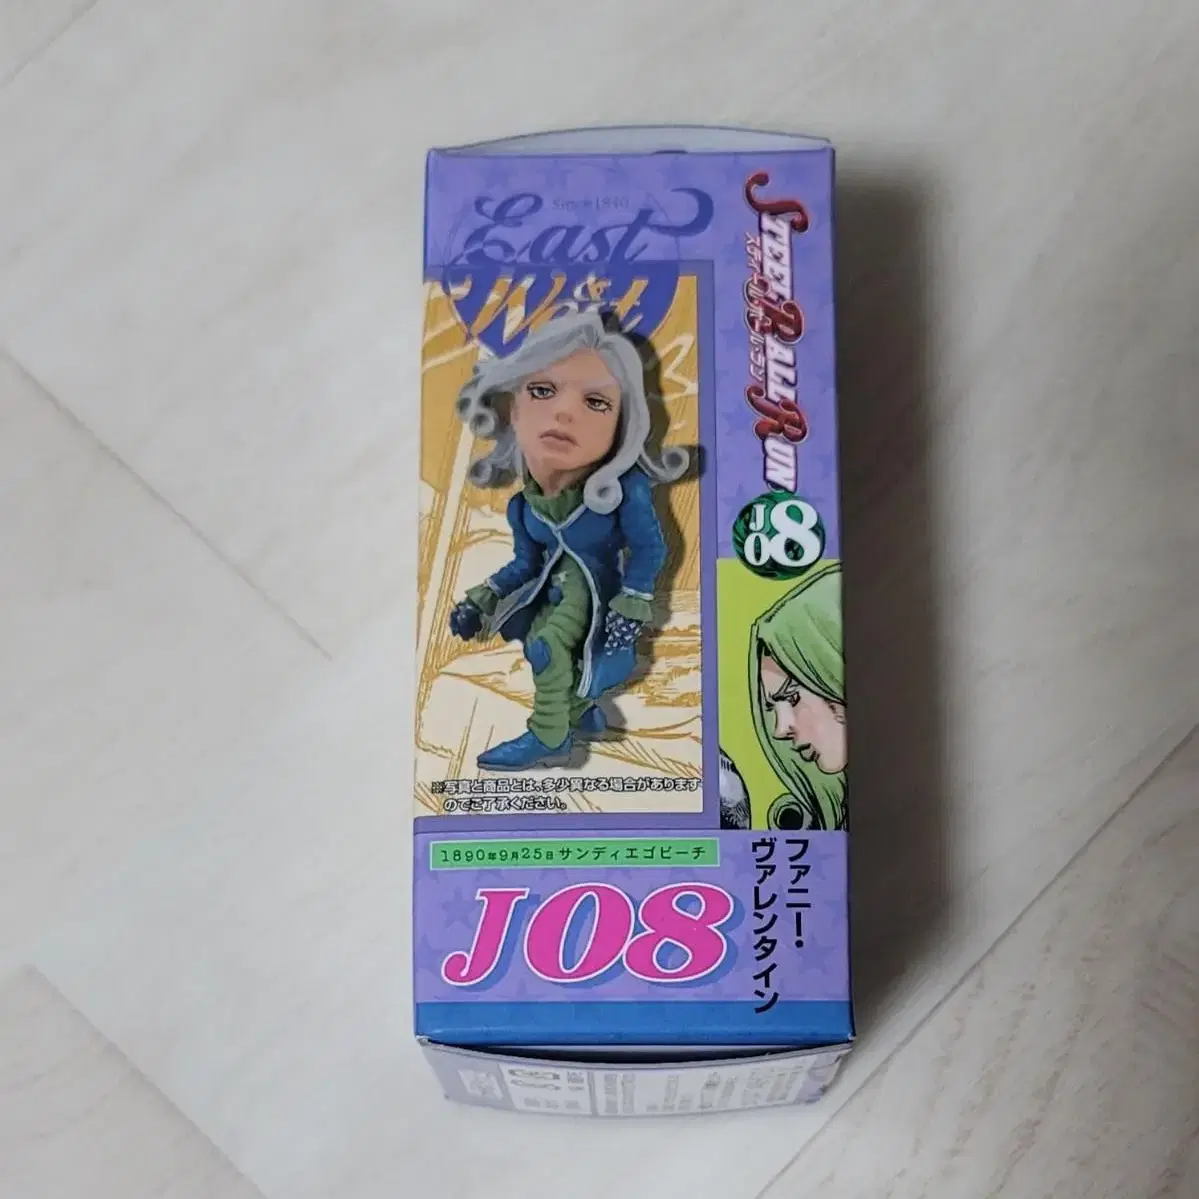 Since 1840
East
&
West
STEEL BALL RUN
スティール・ボール・ラン
J
08
※写真と商品とは、多少異なる場合があります
のでご了承ください。
1890年9月25日サンディエゴビーチ
J08
ファニー・
ヴァレンタイン